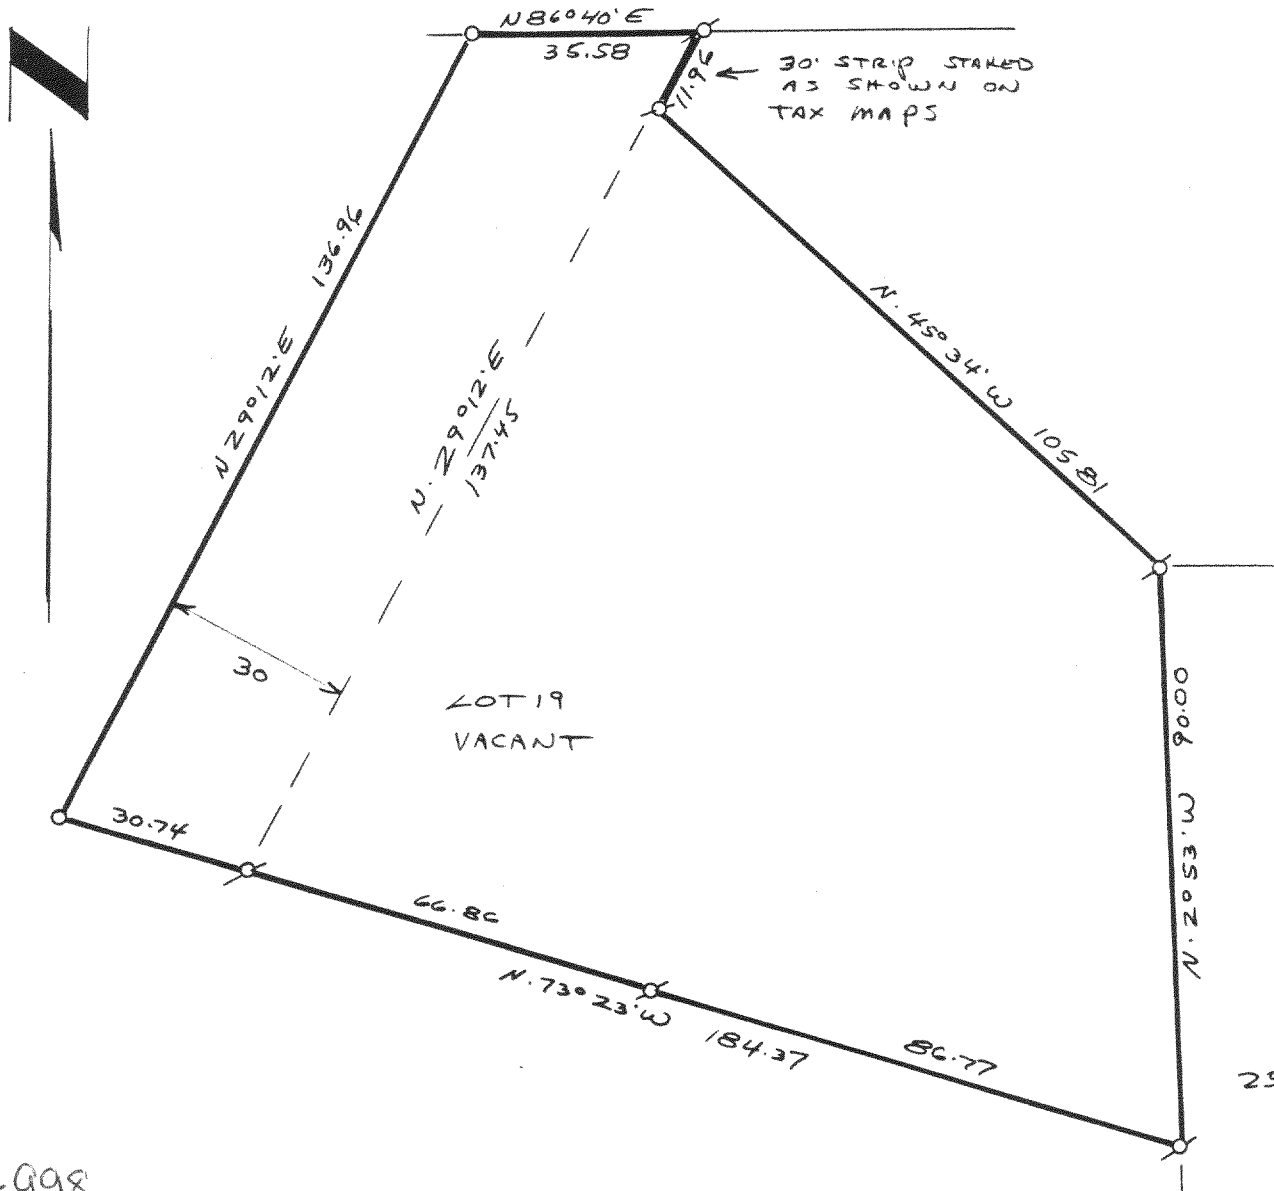 N 86°40' E
35.58
11.96
30' STRIP STAKED
AS SHOWN ON
TAX MAPS
N 29°12' E 136.96
N. 29°12' E
137.45
N. 45° 34' W 105.81
30
LOT 19
VACANT
N. 2° 53' W 90.00
30.74
66.86
N. 73° 23' W 184.37
86.77